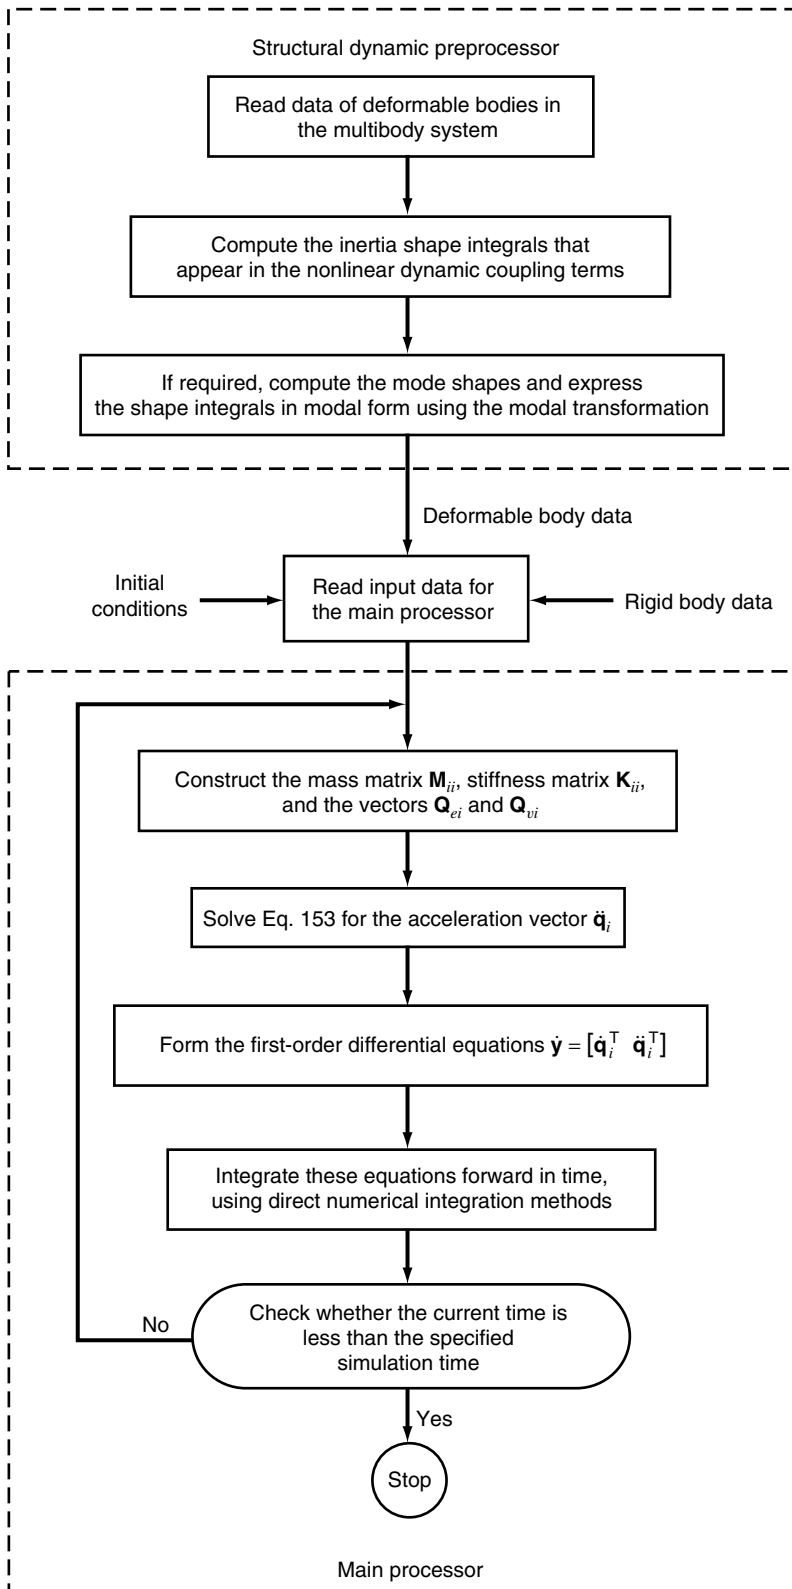 Structural dynamic preprocessor
Read data of deformable bodies in
the multibody system
Compute the inertia shape integrals that
appear in the nonlinear dynamic coupling terms
If required, compute the mode shapes and express
the shape integrals in modal form using the modal transformation
Deformable body data
Initial
conditions
Read input data for
the main processor
Rigid body data
Construct the mass matrix M_ii, stiffness matrix K_ii,
and the vectors Q_ei and Q_vi
Solve Eq. 153 for the acceleration vector q̈_i
Form the first-order differential equations ẏ = [q̇_i^T q̈_i^T]
Integrate these equations forward in time,
using direct numerical integration methods
Check whether the current time is
less than the specified
simulation time
No
Yes
Stop
Main processor